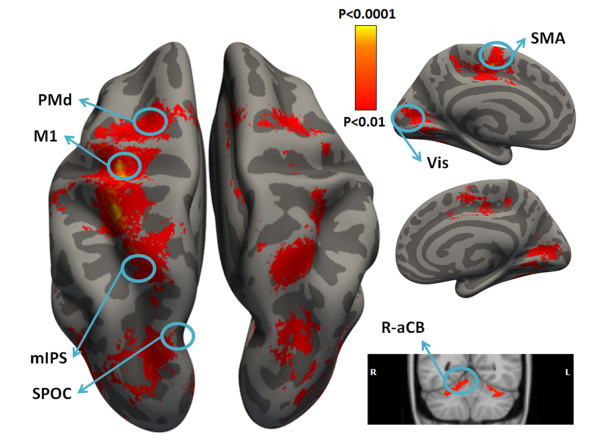 P<0.0001
SMA
PMd
M1
P<0.01
Vis
mIPS
SPOC
R-aCB
R
L